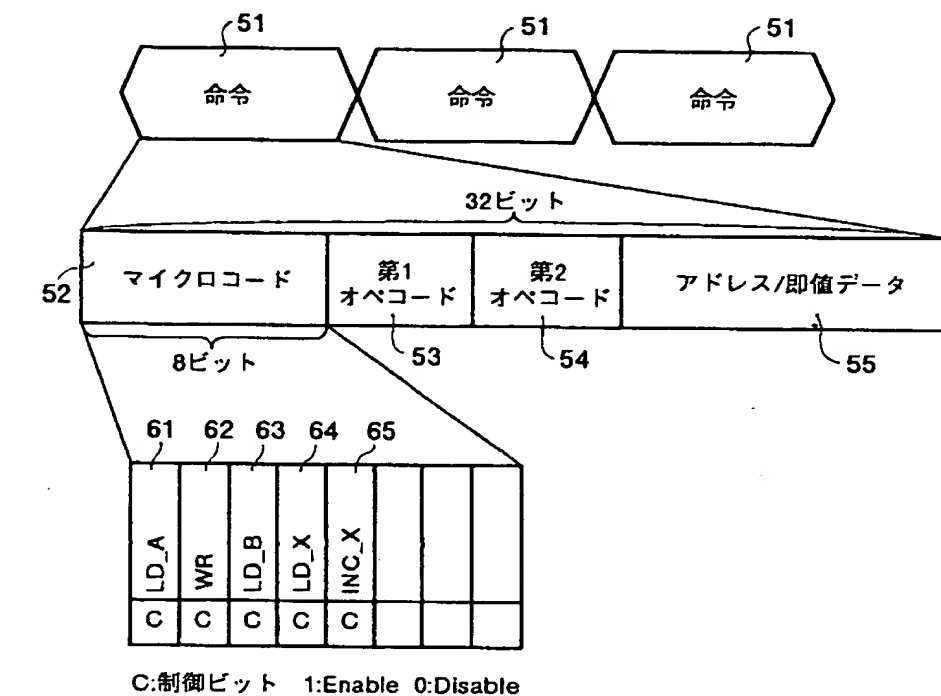 51 51 51
命令 命令 命令
32ビット
52
マイクロコード
第1
オペコード
第2
オペコード
アドレス/即値データ
8ビット
53
54
55
61 62 63 64 65
LD_A WR LD_B LD_X INC_X
C C C C C
C:制御ビット 1:Enable 0:Disable